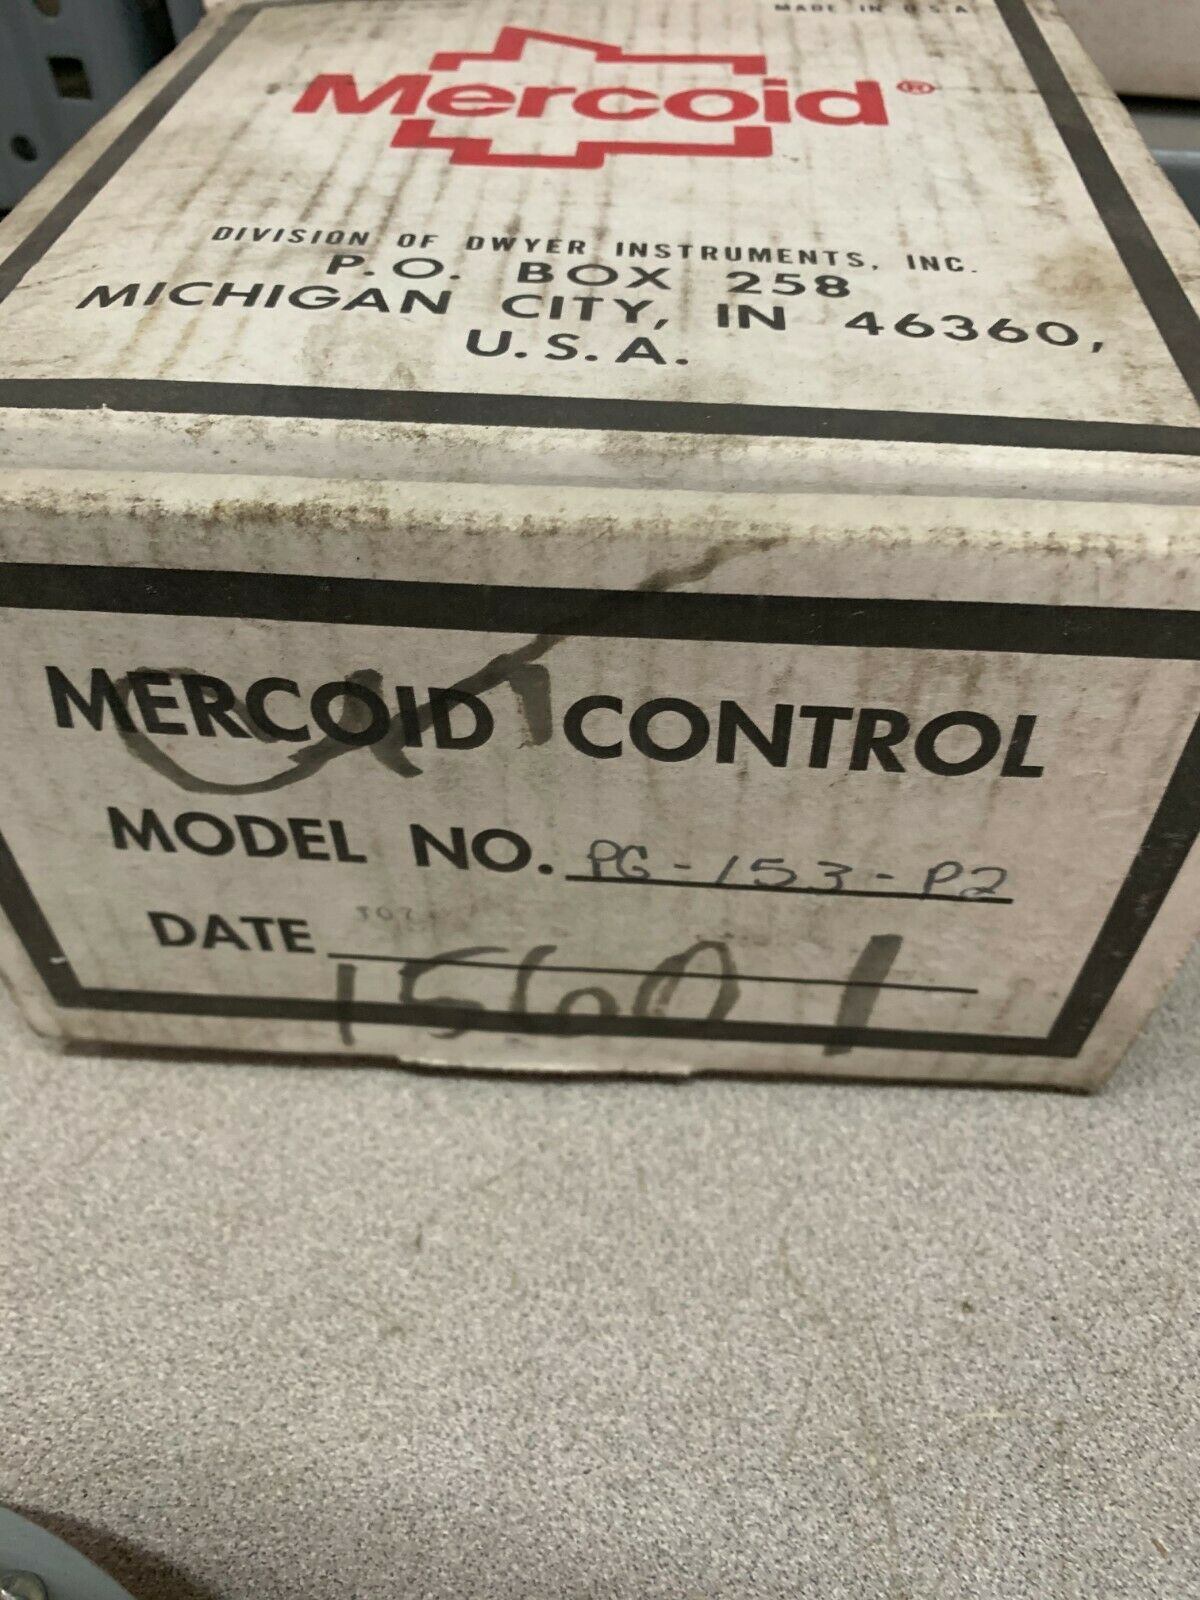 MADE IN U.S.A.
Mercoid®
DIVISION OF DWYER INSTRUMENTS, INC.
P.O. BOX 258
MICHIGAN CITY, IN 46360,
U.S.A.
MERCOID CONTROL
MODEL NO. PG-153-P2
DATE
15601